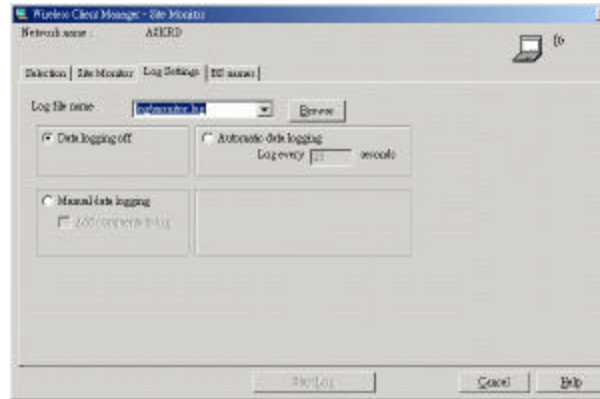 Wireless Client Manager - Site Monitor
Network name : ASKRD
Selection Site Monitor Log Settings BS names
Log file name Browse
Data logging off Automatic data logging
Log every seconds
Manual data logging
Add comments to log
Start Log Cancel Help